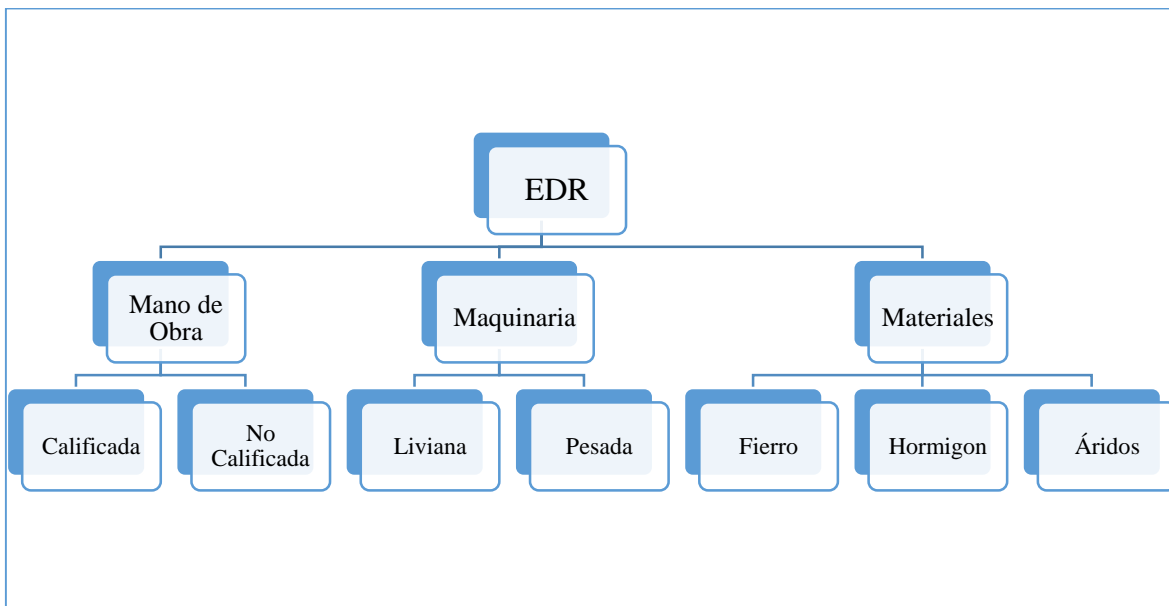 EDR
Mano de
Obra
Maquinaria
Materiales
Calificada
No
Calificada
Liviana
Pesada
Fierro
Hormigon
Áridos